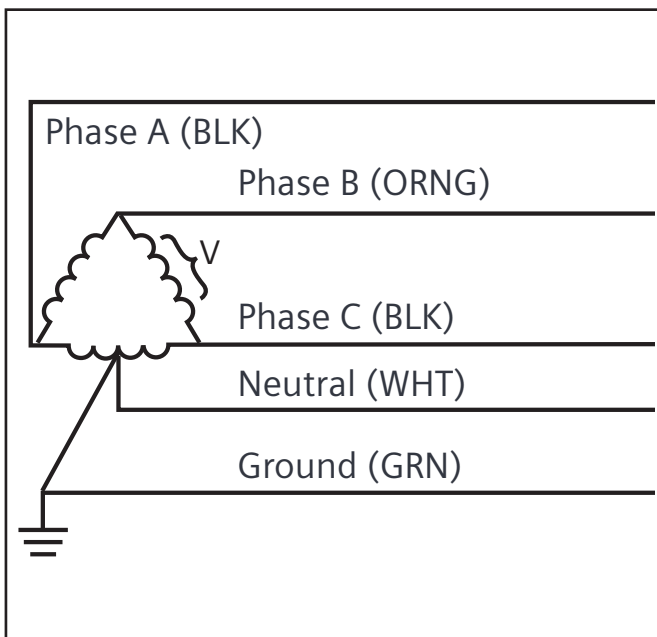 Phase A (BLK)
Phase B (ORNG)
V
Phase C (BLK)
Neutral (WHT)
Ground (GRN)